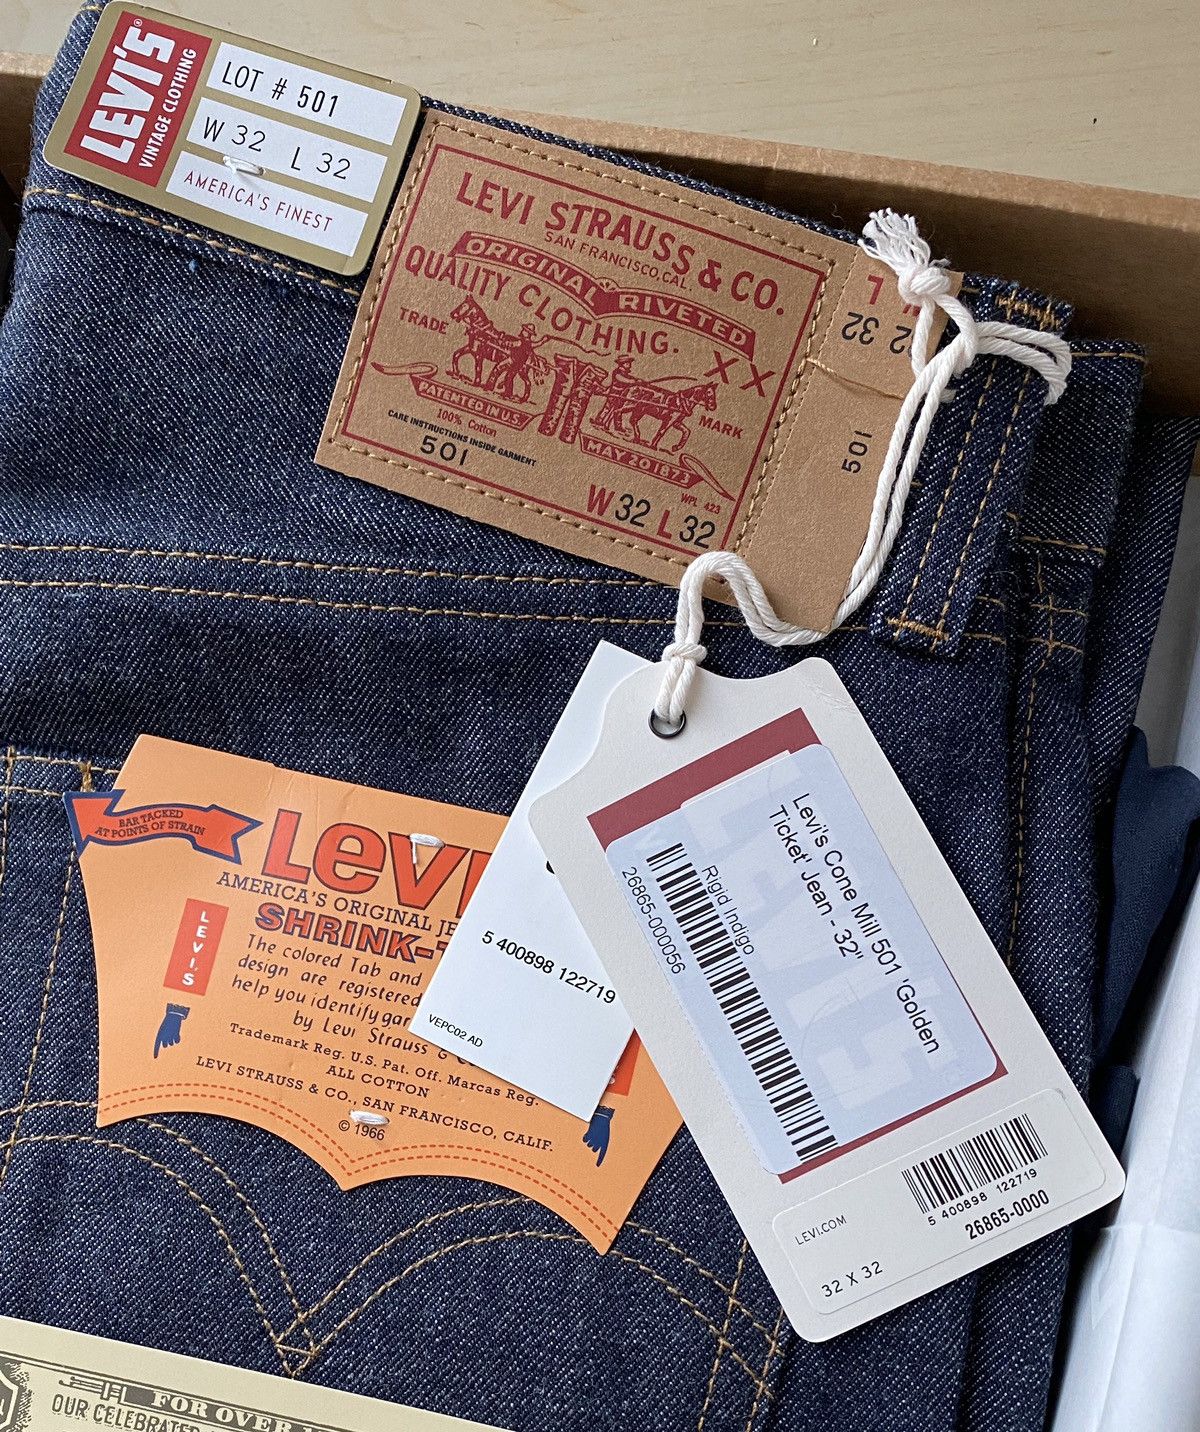 LEVI'S®
VINTAGE CLOTHING
LOT # 501
W 32 L 32
AMERICA'S FINEST
LEVI STRAUSS & CO.
SAN FRANCISCO, CAL.
ORIGINAL RIVETED
QUALITY CLOTHING.
TRADE
XX
MARK
PATENTED IN U.S.
MAY 20 1873
100% Cotton
CARE INSTRUCTIONS INSIDE GARMENT
501
WPL 423
W 32 L 32
L
32
501
BAR TACKED
AT POINTS OF STRAIN
LEVI
AMERICA'S ORIGINAL
SHRINK-
LEVI'S
The colored Tab and
design are registered
help you identify
by Levi Strauss &
Trademark Reg. U.S. Pat. Off. Marcas Reg.
ALL COTTON
LEVI STRAUSS & CO., SAN FRANCISCO, CALIF.
© 1966
5 400898 122719
VEPC02 AD
Levi's Cone Mill 501 'Golden
Ticket' Jean - 32"
Rigid Indigo
26865-000056
LEVI.COM
5 400898 122719
26865-0000
32 X 32
FOR OVER
OUR CELEBRATED